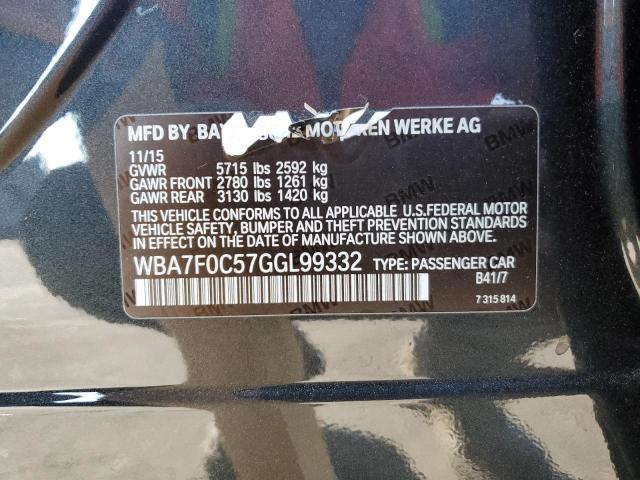 MFD BY: BAY MOTOREN WERKE AG
11/15
GVWR 5715 lbs 2592 kg
GAWR FRONT 2780 lbs 1261 kg
GAWR REAR 3130 lbs 1420 kg
THIS VEHICLE CONFORMS TO ALL APPLICABLE U.S.FEDERAL MOTOR
VEHICLE SAFETY, BUMPER AND THEFT PREVENTION STANDARDS
IN EFFECT ON THE DATE OF MANUFACTURE SHOWN ABOVE.
WBA7F0C57GGL99332 TYPE: PASSENGER CAR
B41/7
7 315 814